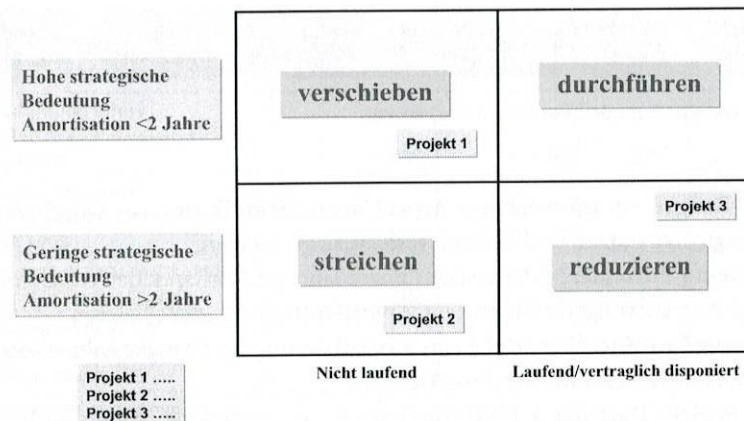 Hohe strategische
Bedeutung
Amortisation <2 Jahre
verschieben
durchführen
Projekt 1
Projekt 3
Geringe strategische
Bedeutung
Amortisation >2 Jahre
streichen
reduzieren
Projekt 2
Nicht laufend
Laufend/vertraglich disponiert
Projekt 1 .....
Projekt 2 .....
Projekt 3 .....